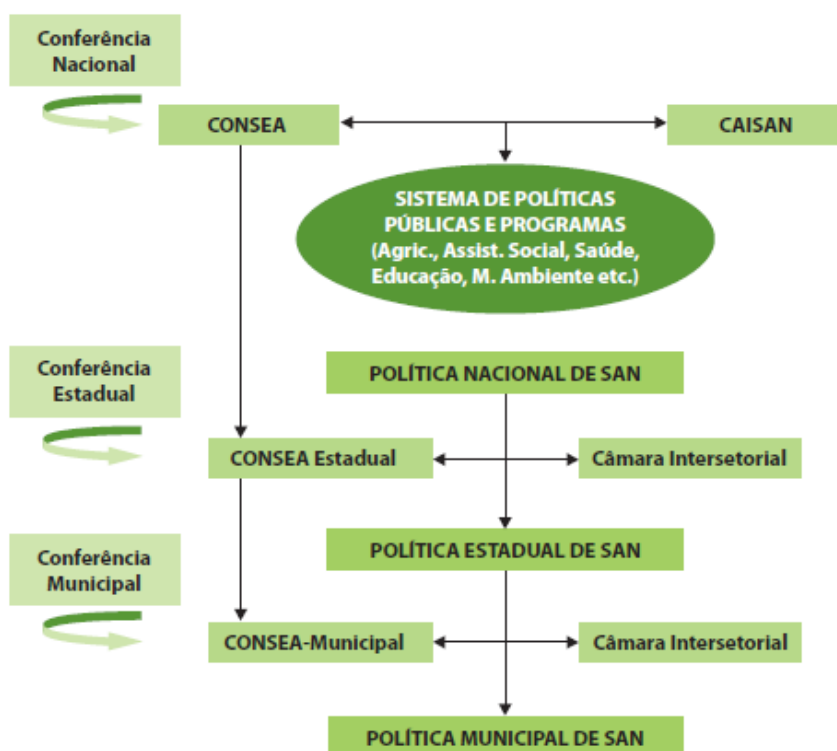 Conferência
Nacional
CONSEA
CAISAN
SISTEMA DE POLÍTICAS
PÚBLICAS E PROGRAMAS
(Agric., Assist. Social, Saúde,
Educação, M. Ambiente etc.)
Conferência
Estadual
POLÍTICA NACIONAL DE SAN
CONSEA Estadual
Câmara Intersetorial
POLÍTICA ESTADUAL DE SAN
Conferência
Municipal
CONSEA-Municipal
Câmara Intersetorial
POLÍTICA MUNICIPAL DE SAN